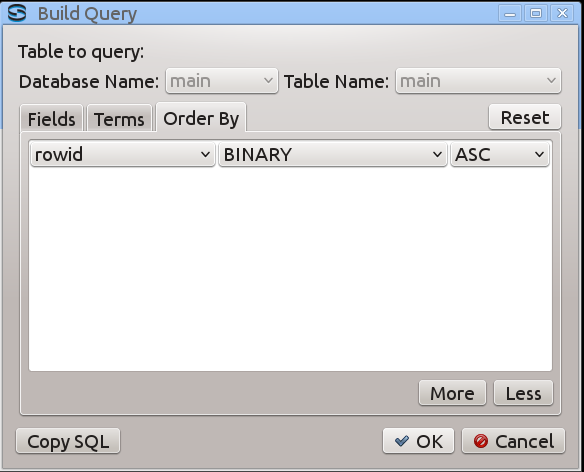 Build Query
Table to query:
Database Name: main Table Name: main
Fields Terms Order By Reset
rowid BINARY ASC
More Less
Copy SQL OK Cancel